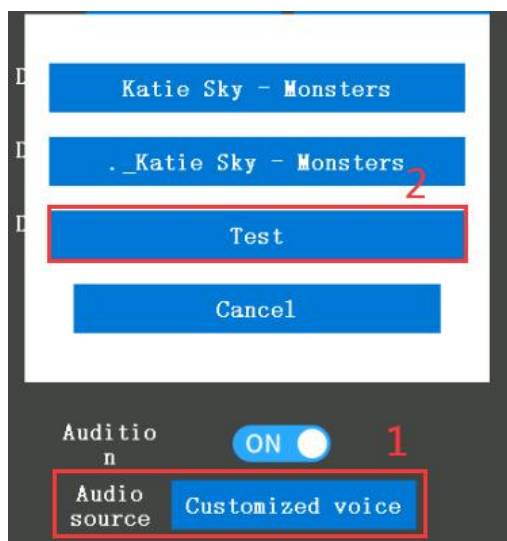 D
Katie Sky - Monsters
D
._Katie Sky - Monsters
2
D
Test
Cancel
Auditio
n
ON
1
Audio
source
Customized voice